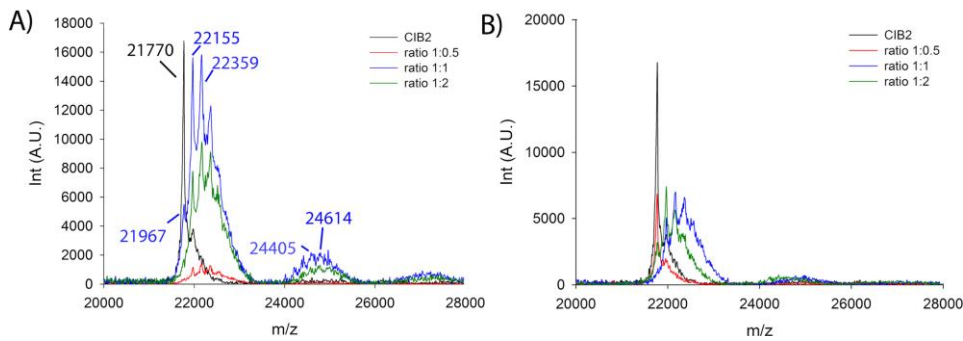 A)
18000
16000
14000
12000
10000
8000
6000
4000
2000
0
Int (A.U.)
21770
22155
22359
21967
24405
24614
CIB2
ratio 1:0.5
ratio 1:1
ratio 1:2
20000 22000 24000 26000 28000
m/z
B)
20000
15000
10000
5000
0
Int (A.U.)
CIB2
ratio 1:0.5
ratio 1:1
ratio 1:2
20000 22000 24000 26000 28000
m/z